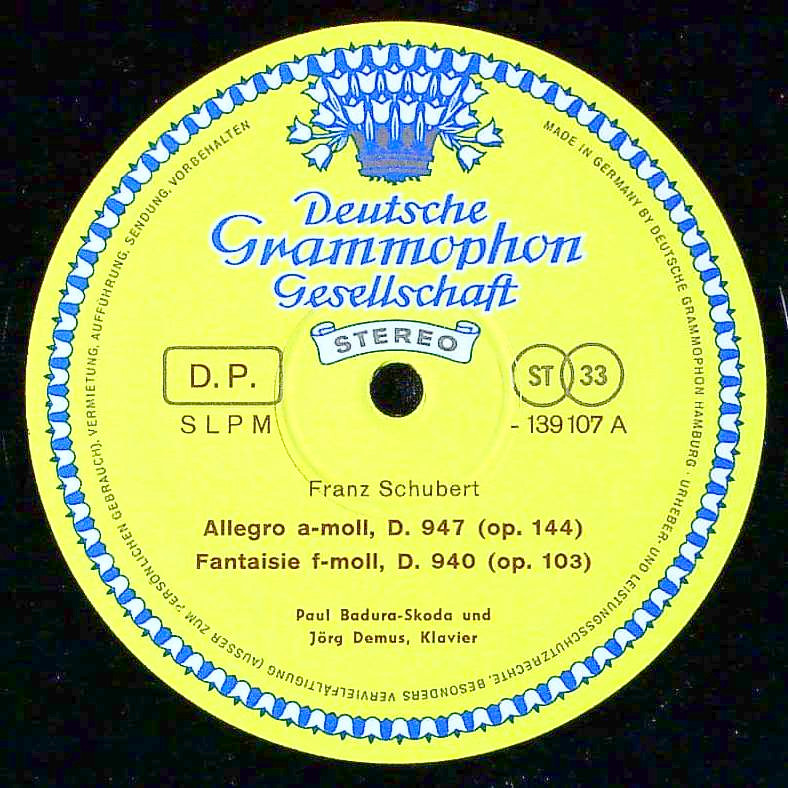 Deutsche
Grammophon
Gesellschaft
STEREO
D.P.
SLPM
ST 33
- 139 107 A
Franz Schubert
Allegro a-moll, D. 947 (op. 144)
Fantaisie f-moll, D. 940 (op. 103)
Paul Badura-Skoda und
Jörg Demus, Klavier
MADE IN GERMANY BY DEUTSCHE GRAMMOPHON HAMBURG · URHEBER- UND LEISTUNGSSCHUTZRECHTE, BESONDERS VERVIELFÄLTIGUNG (AUSSER ZUM PERSÖNLICHEN GEBRAUCH), VERMIETUNG, AUFFÜHRUNG, SENDUNG, VORBEHALTEN